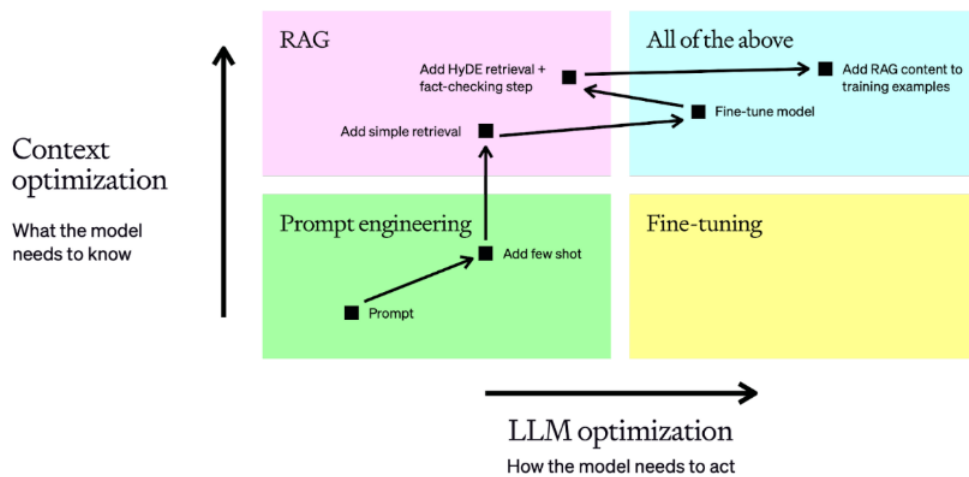 RAG
All of the above
Add HyDE retrieval +
fact-checking step
Add RAG content to
training examples
Fine-tune model
Add simple retrieval
Context
optimization
What the model
needs to know
Prompt engineering
Fine-tuning
Add few shot
Prompt
LLM optimization
How the model needs to act